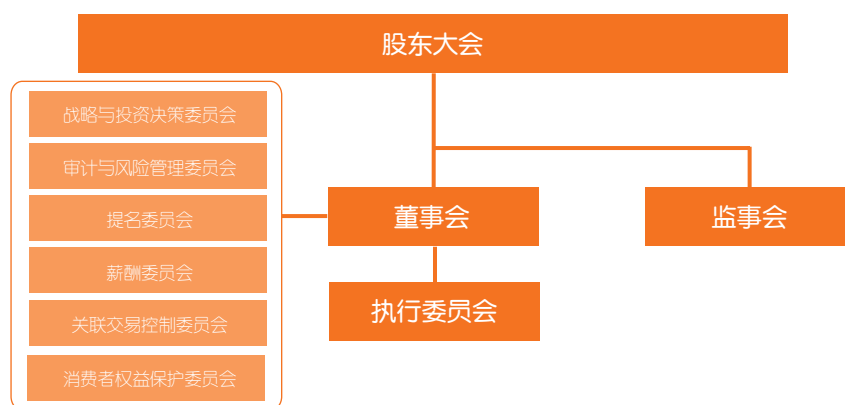 股东大会
战略与投资决策委员会
审计与风险管理委员会
提名委员会
薪酬委员会
关联交易控制委员会
消费者权益保护委员会
董事会
监事会
执行委员会